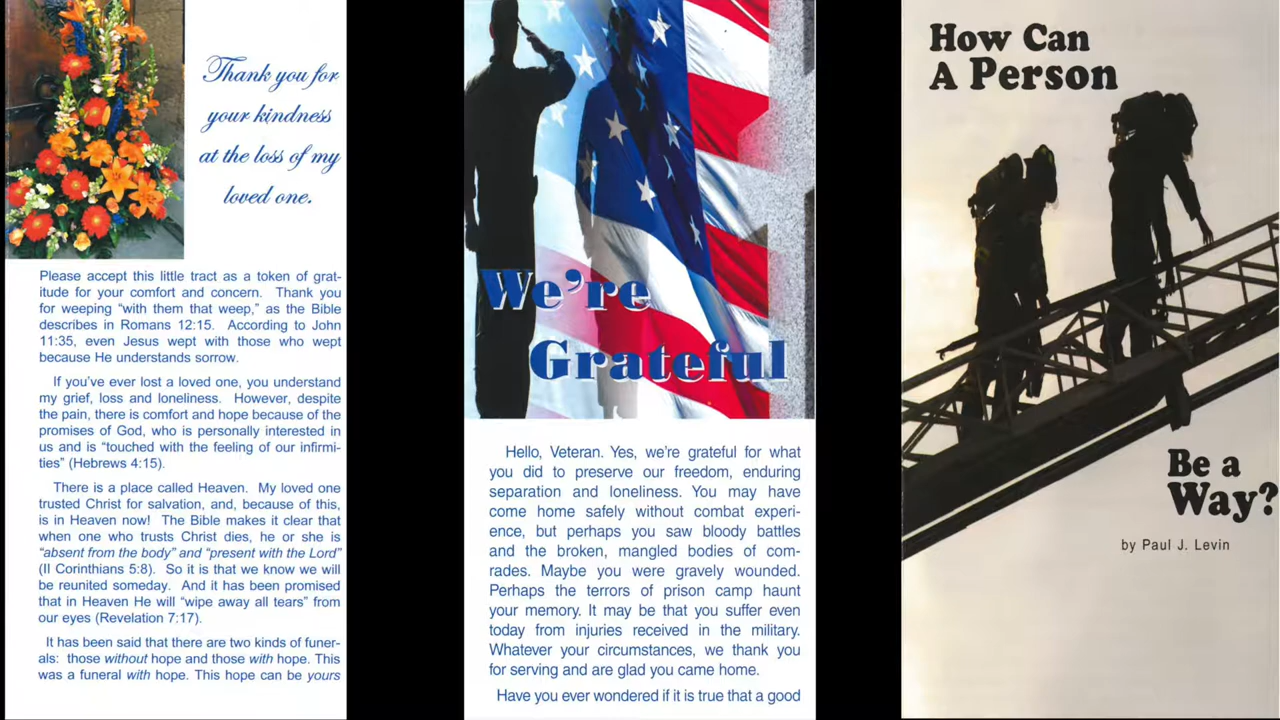 Thank you for
your kindness
at the loss of my
loved one.
Please accept this little tract as a token of grat-
itude for your comfort and concern. Thank you
for weeping “with them that weep,” as the Bible
describes in Romans 12:15. According to John
11:35, even Jesus wept with those who wept
because He understands sorrow.
If you’ve ever lost a loved one, you understand
my grief, loss and loneliness. However, despite
the pain, there is comfort and hope because of the
promises of God, who is personally interested in
us and is “touched with the feeling of our infirmi-
ties” (Hebrews 4:15).
There is a place called Heaven. My loved one
trusted Christ for salvation, and, because of this,
is in Heaven now! The Bible makes it clear that
when one who trusts Christ dies, he or she is
“absent from the body” and “present with the Lord”
(II Corinthians 5:8). So it is that we know we will
be reunited someday. And it has been promised
that in Heaven He will “wipe away all tears” from
our eyes (Revelation 7:17).
It has been said that there are two kinds of funer-
als: those without hope and those with hope. This
was a funeral with hope. This hope can be yours
We’re
Grateful
Hello, Veteran. Yes, we’re grateful for what
you did to preserve our freedom, enduring
separation and loneliness. You may have
come home safely without combat experi-
ence, but perhaps you saw bloody battles
and the broken, mangled bodies of com-
rades. Maybe you were gravely wounded.
Perhaps the terrors of prison camp haunt
your memory. It may be that you suffer even
today from injuries received in the military.
Whatever your circumstances, we thank you
for serving and are glad you came home.
Have you ever wondered if it is true that a good
How Can
A Person
Be a
Way?
by Paul J. Levin